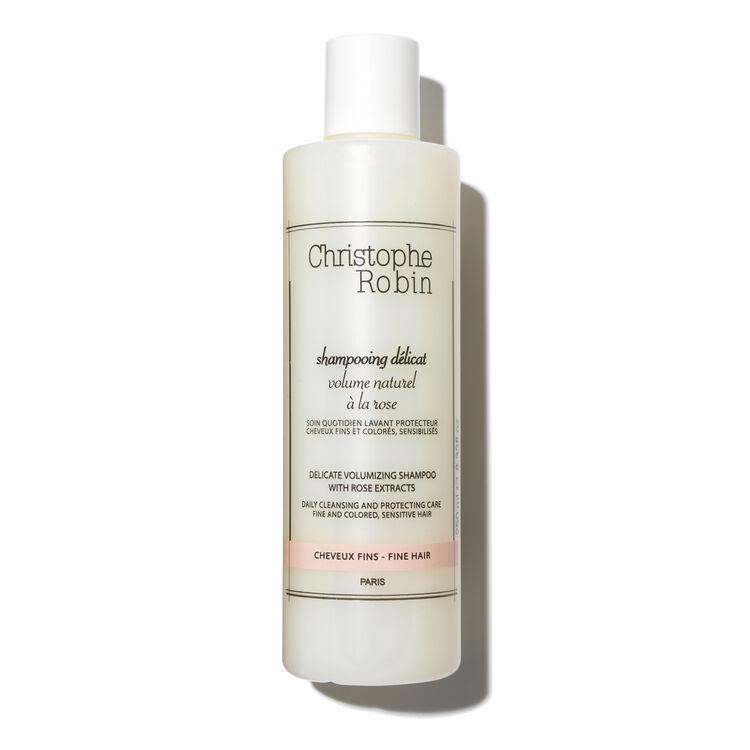 Christophe
Robin
shampooing délicat
volume naturel
à la rose
SOIN QUOTIDIEN LAVANT PROTECTEUR
CHEVEUX FINS ET COLORÉS, SENSIBILISÉS
DELICATE VOLUMIZING SHAMPOO
WITH ROSE EXTRACTS
DAILY CLEANSING AND PROTECTING CARE
FINE AND COLORED, SENSITIVE HAIR
CHEVEUX FINS - FINE HAIR
PARIS
250 ml